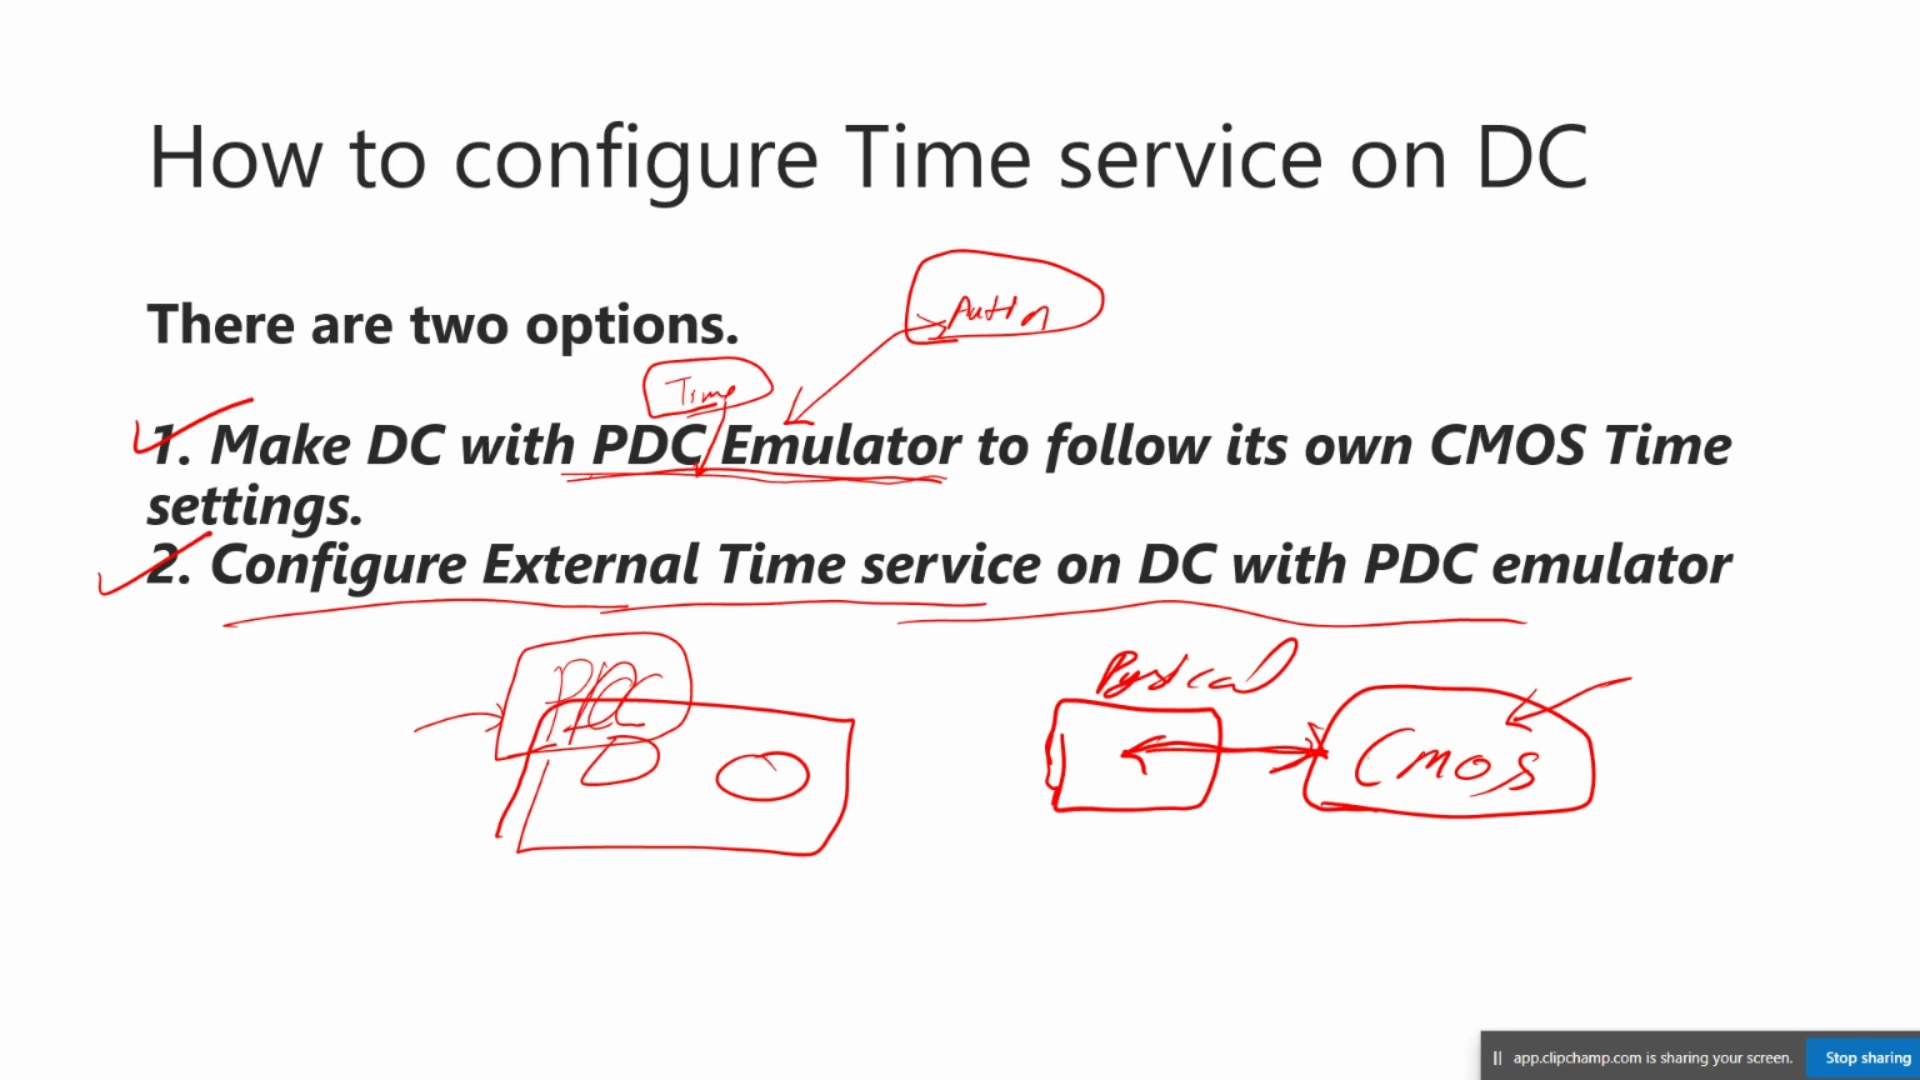 How to configure Time service on DC
There are two options.
Time
1. Make DC with PDC Emulator to follow its own CMOS Time
settings.
2. Configure External Time service on DC with PDC emulator
PDC
Cmos
app.clipchamp.com is sharing your screen.
Stop sharing